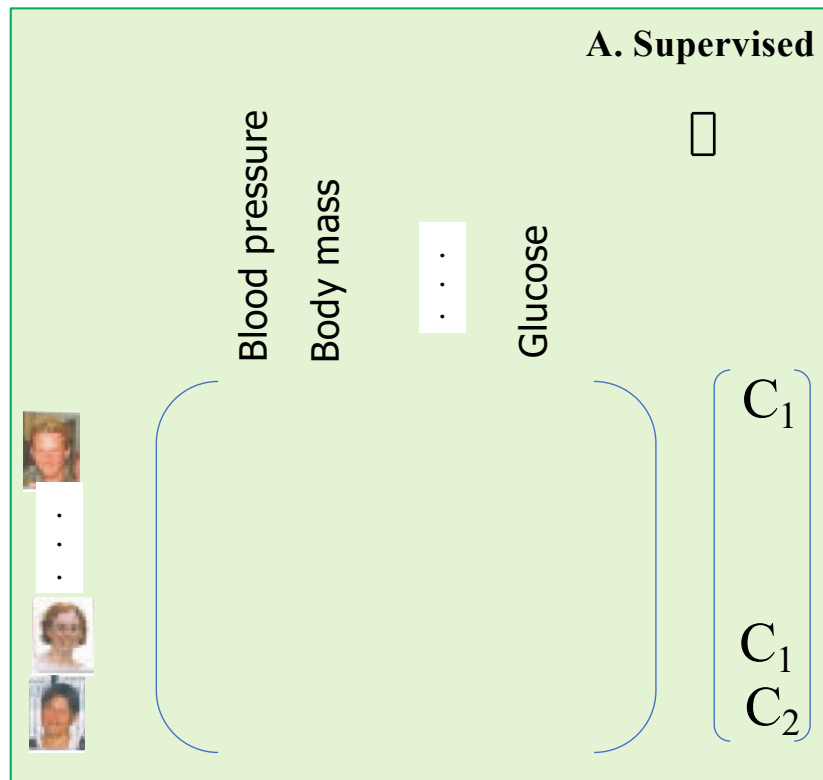 A. Supervised
Blood pressure
Body mass
.
.
.
Glucose
C₁
.
.
.
C₁
C₂